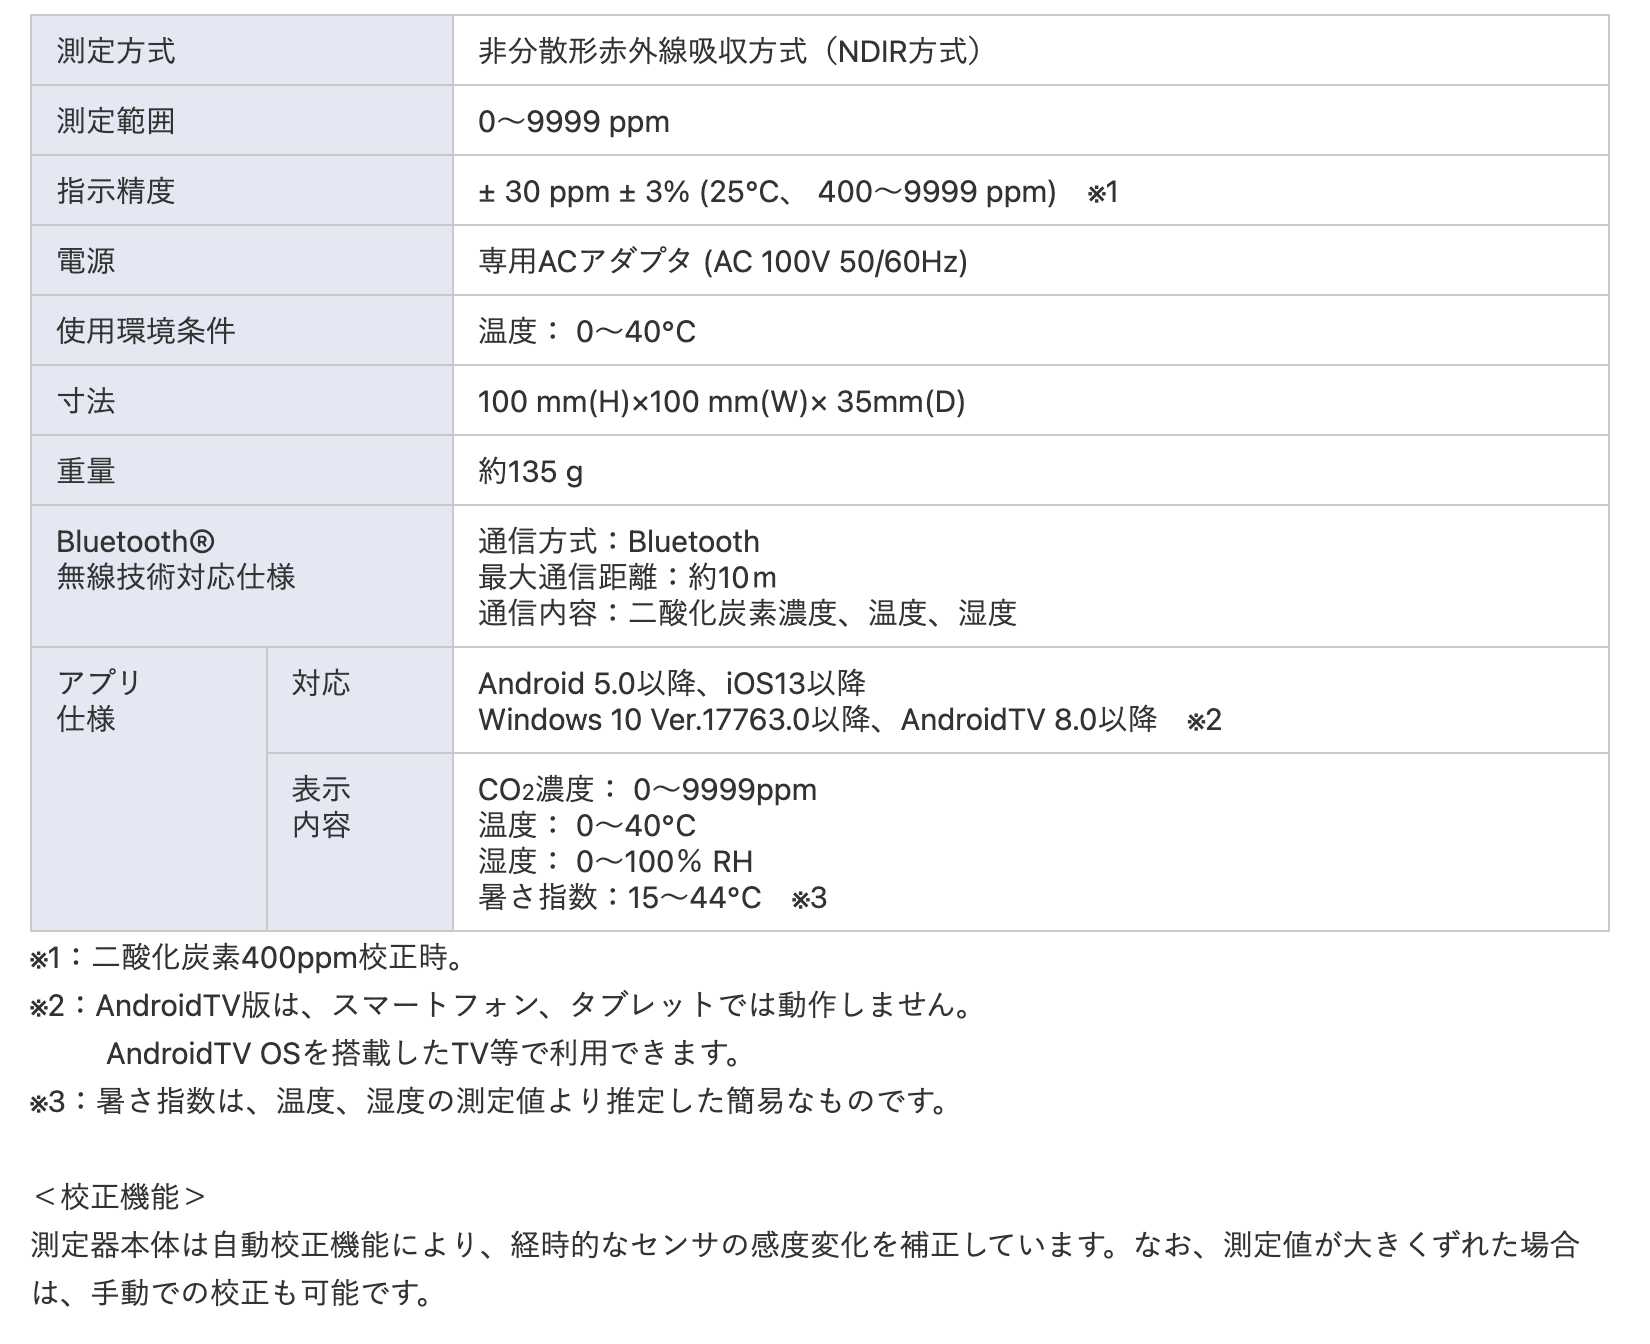 測定方式
非分散形赤外線吸収方式（NDIR方式）
測定範囲
0～9999 ppm
指示精度
± 30 ppm ± 3% (25°C、 400～9999 ppm)　※1
電源
専用ACアダプタ (AC 100V 50/60Hz)
使用環境条件
温度： 0～40°C
寸法
100 mm(H)×100 mm(W)× 35mm(D)
重量
約135 g
Bluetooth®
無線技術対応仕様
通信方式：Bluetooth
最大通信距離：約10ｍ
通信内容：二酸化炭素濃度、温度、湿度
アプリ
仕様
対応
Android 5.0以降、iOS13以降
Windows 10 Ver.17763.0以降、AndroidTV 8.0以降　※2
表示
内容
CO2濃度： 0～9999ppm
温度： 0～40°C
湿度： 0～100％ RH
暑さ指数：15～44°C　※3
※1：二酸化炭素400ppm校正時。
※2：AndroidTV版は、スマートフォン、タブレットでは動作しません。
AndroidTV OSを搭載したTV等で利用できます。
※3：暑さ指数は、温度、湿度の測定値より推定した簡易なものです。
＜校正機能＞
測定器本体は自動校正機能により、経時的なセンサの感度変化を補正しています。なお、測定値が大きくずれた場合
は、手動での校正も可能です。